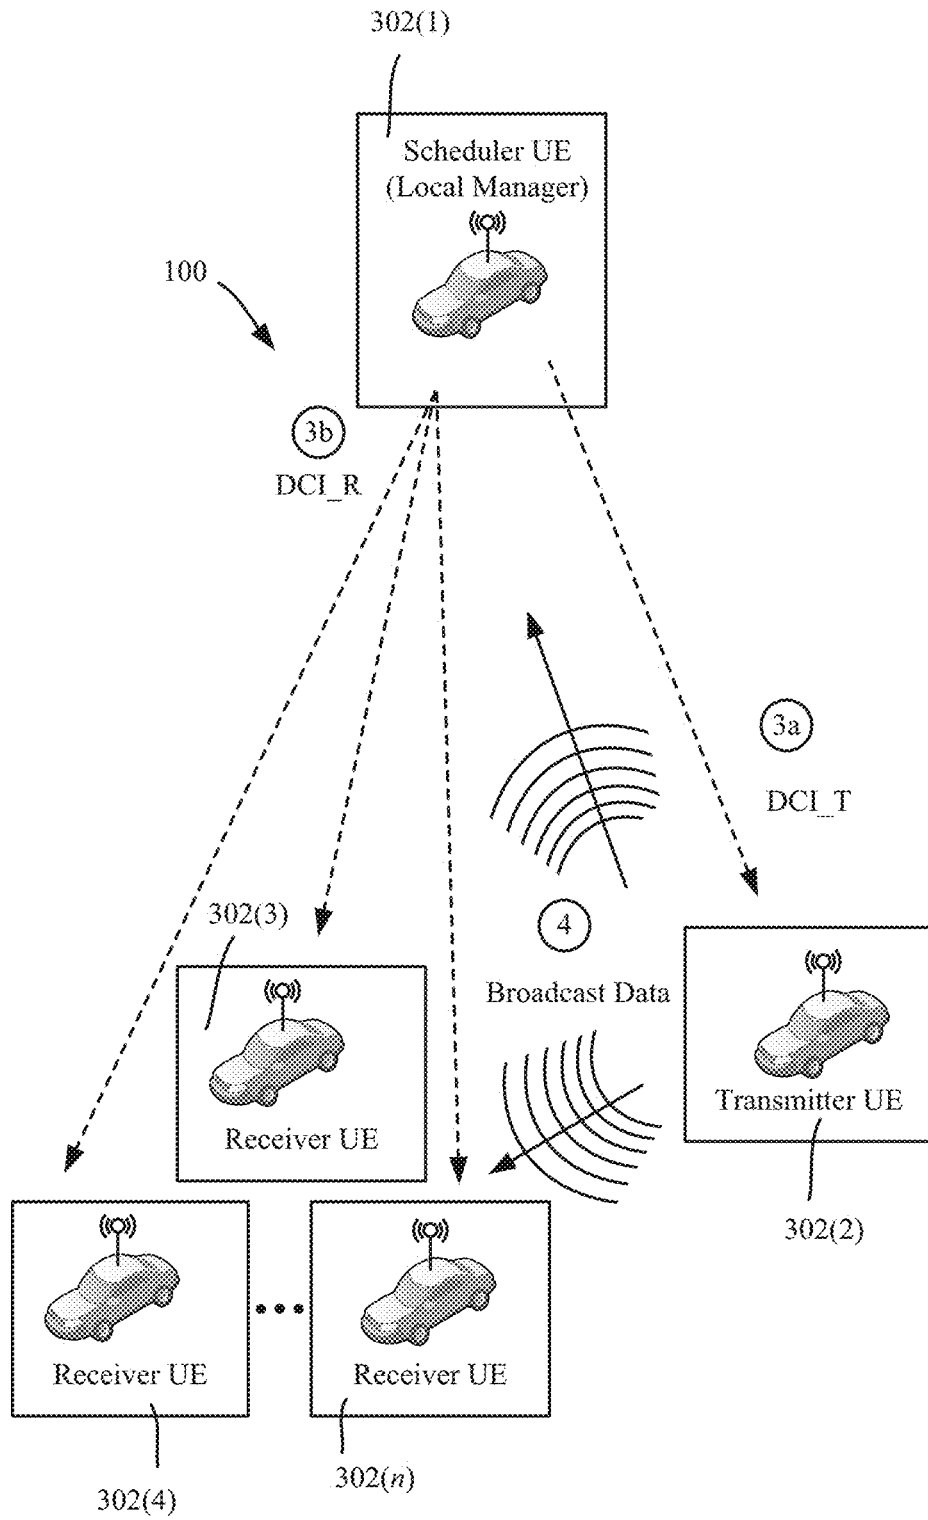 302(1)
Scheduler UE
(Local Manager)
100
3b
DCI_R
3a
DCI_T
302(3)
4
Broadcast Data
Receiver UE
Transmitter UE
302(2)
Receiver UE
Receiver UE
302(4)
302(n)